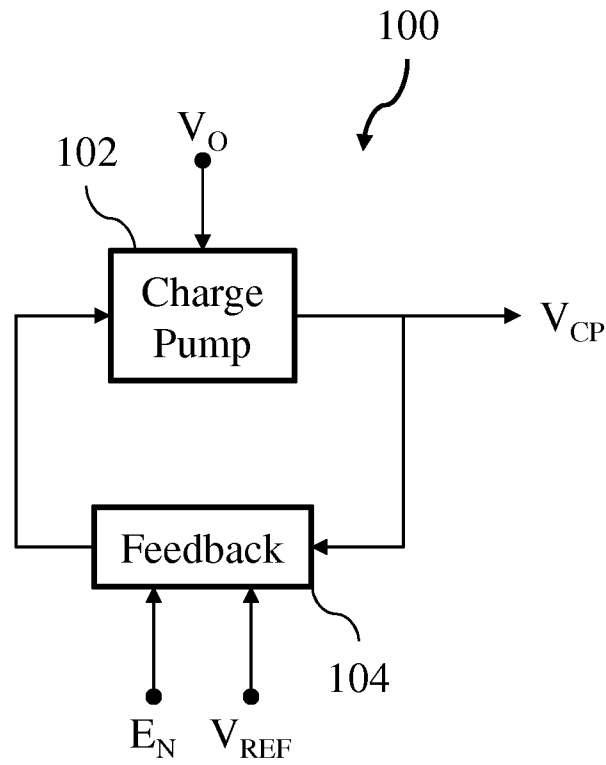 100
V_O
102
Charge
Pump
V_CP
Feedback
104
E_N
V_REF